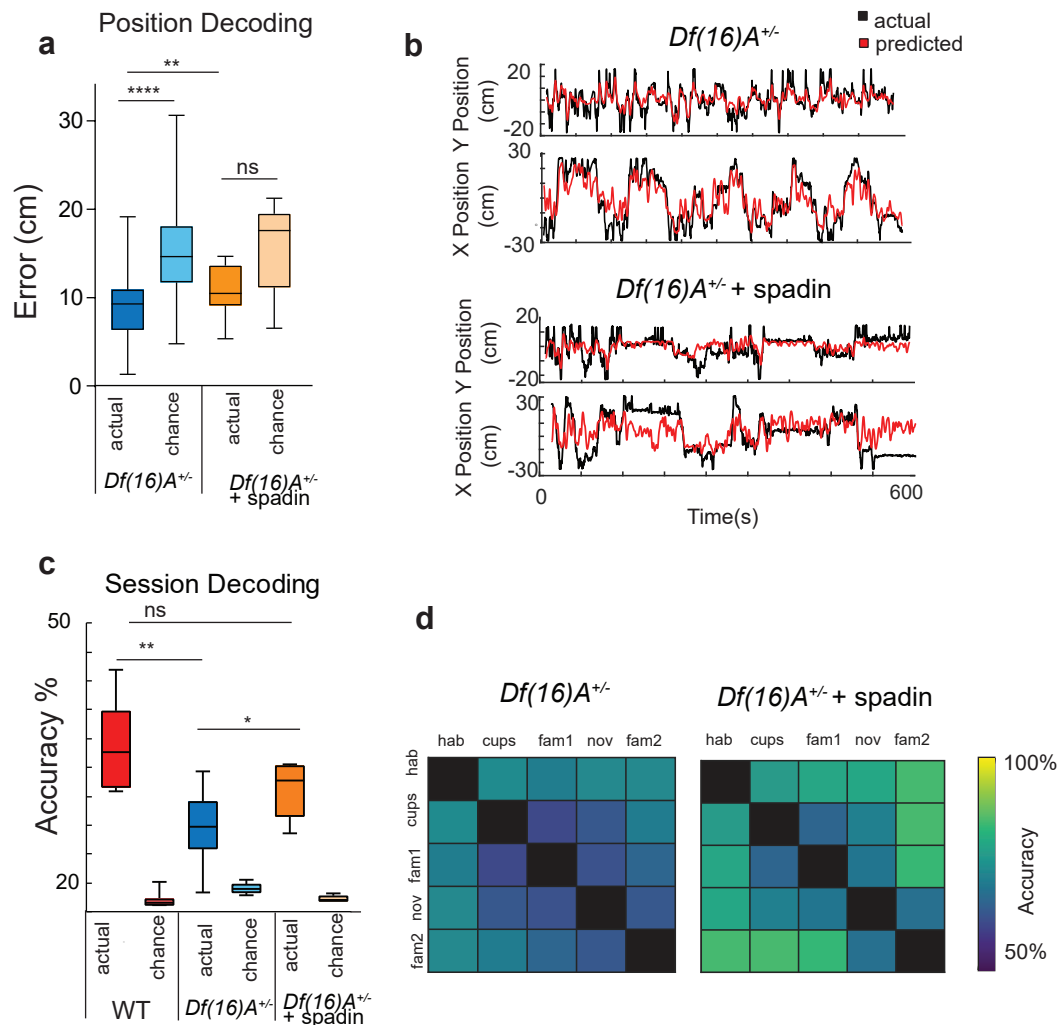 Position Decoding
a
**
****
ns
30
20
10
0
Error (cm)
actual
chance
actual
chance
Df(16)A+/-
Df(16)A+/-
+ spadin
b
actual
predicted
Df(16)A+/-
20
-20
Y Position
(cm)
30
-30
X Position
(cm)
Df(16)A+/- + spadin
20
-20
Y Position
(cm)
30
-30
X Position
(cm)
0
600
Time(s)
c
Session Decoding
50
20
Accuracy %
ns
**
*
actual
chance
actual
chance
actual
chance
WT
Df(16)A+/-
Df(16)A+/-
+ spadin
d
Df(16)A+/-
hab cups fam1 nov fam2
hab
cups
fam1
nov
fam2
Df(16)A+/- + spadin
hab cups fam1 nov fam2
100%
50%
Accuracy